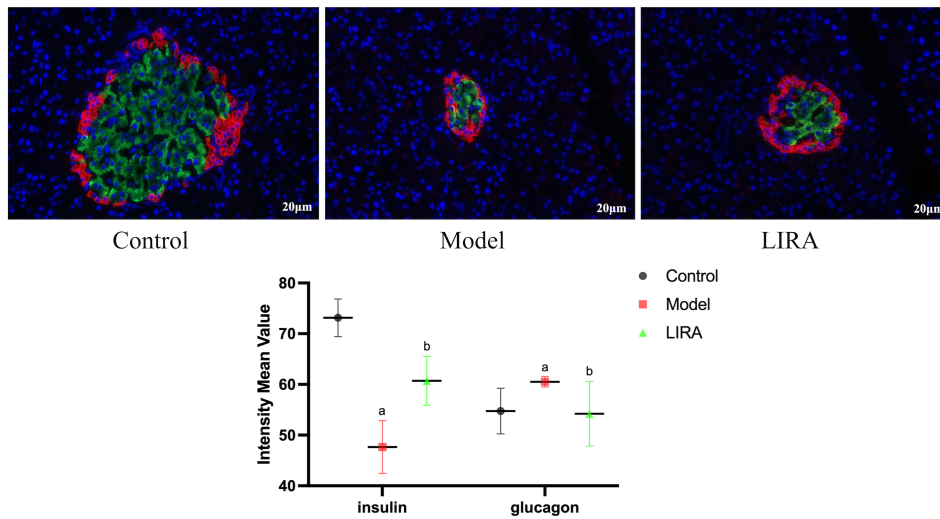 20μm
20μm
20μm
Control
Model
LIRA
Control
Model
LIRA
Intensity Mean Value
80
70
60
50
40
a
b
a
b
insulin
glucagon